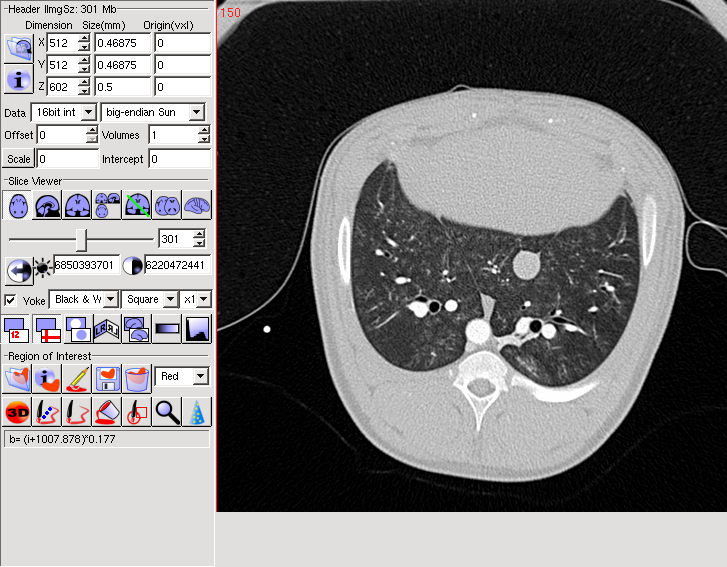 Header IImgSz: 301 Mb
Dimension Size(mm) Origin(vxl)
X 512 0.46875 0
Y 512 0.46875 0
Z 602 0.5 0
Data 16bit int big-endian Sun
Offset 0 Volumes 1
Scale 0 Intercept 0
Slice Viewer
301
6850393701 6220472441
Yoke Black & W Square x1
12
Region of Interest
Red
3D
b= (i+1007.878)*0.177
150